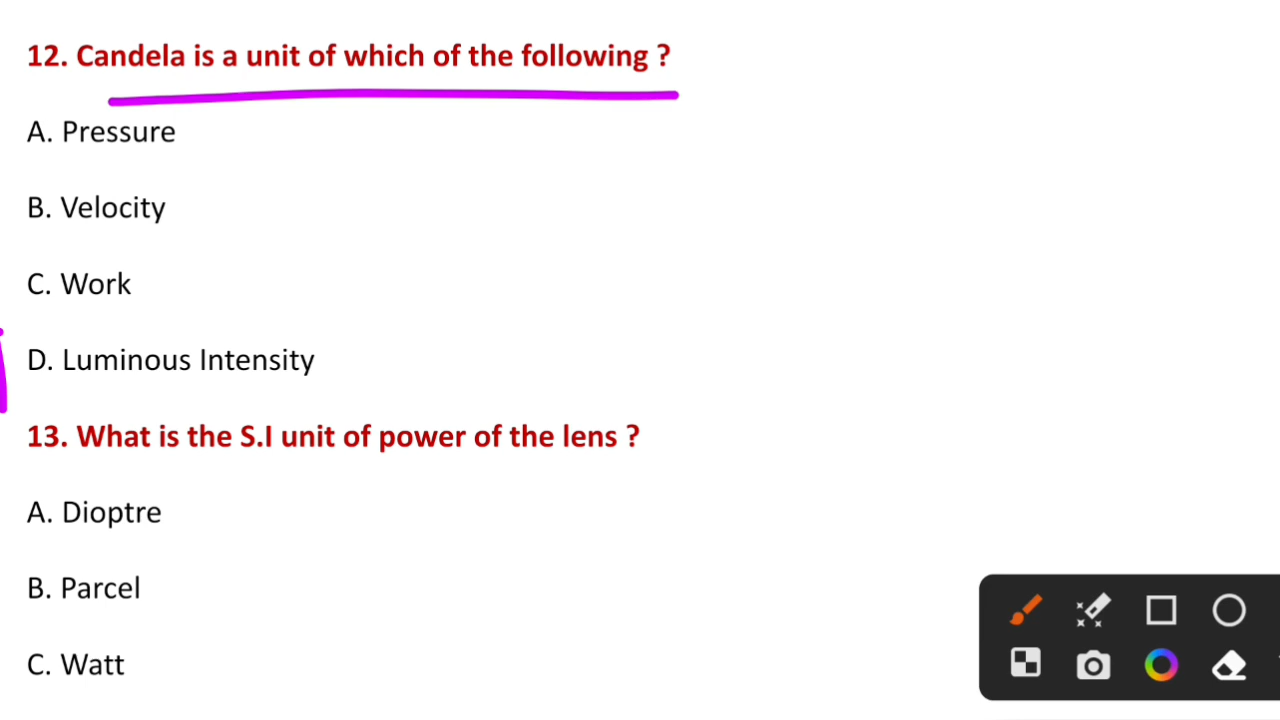 12. Candela is a unit of which of the following ?
A. Pressure
B. Velocity
C. Work
D. Luminous Intensity
13. What is the S.I unit of power of the lens ?
A. Dioptre
B. Parcel
C. Watt